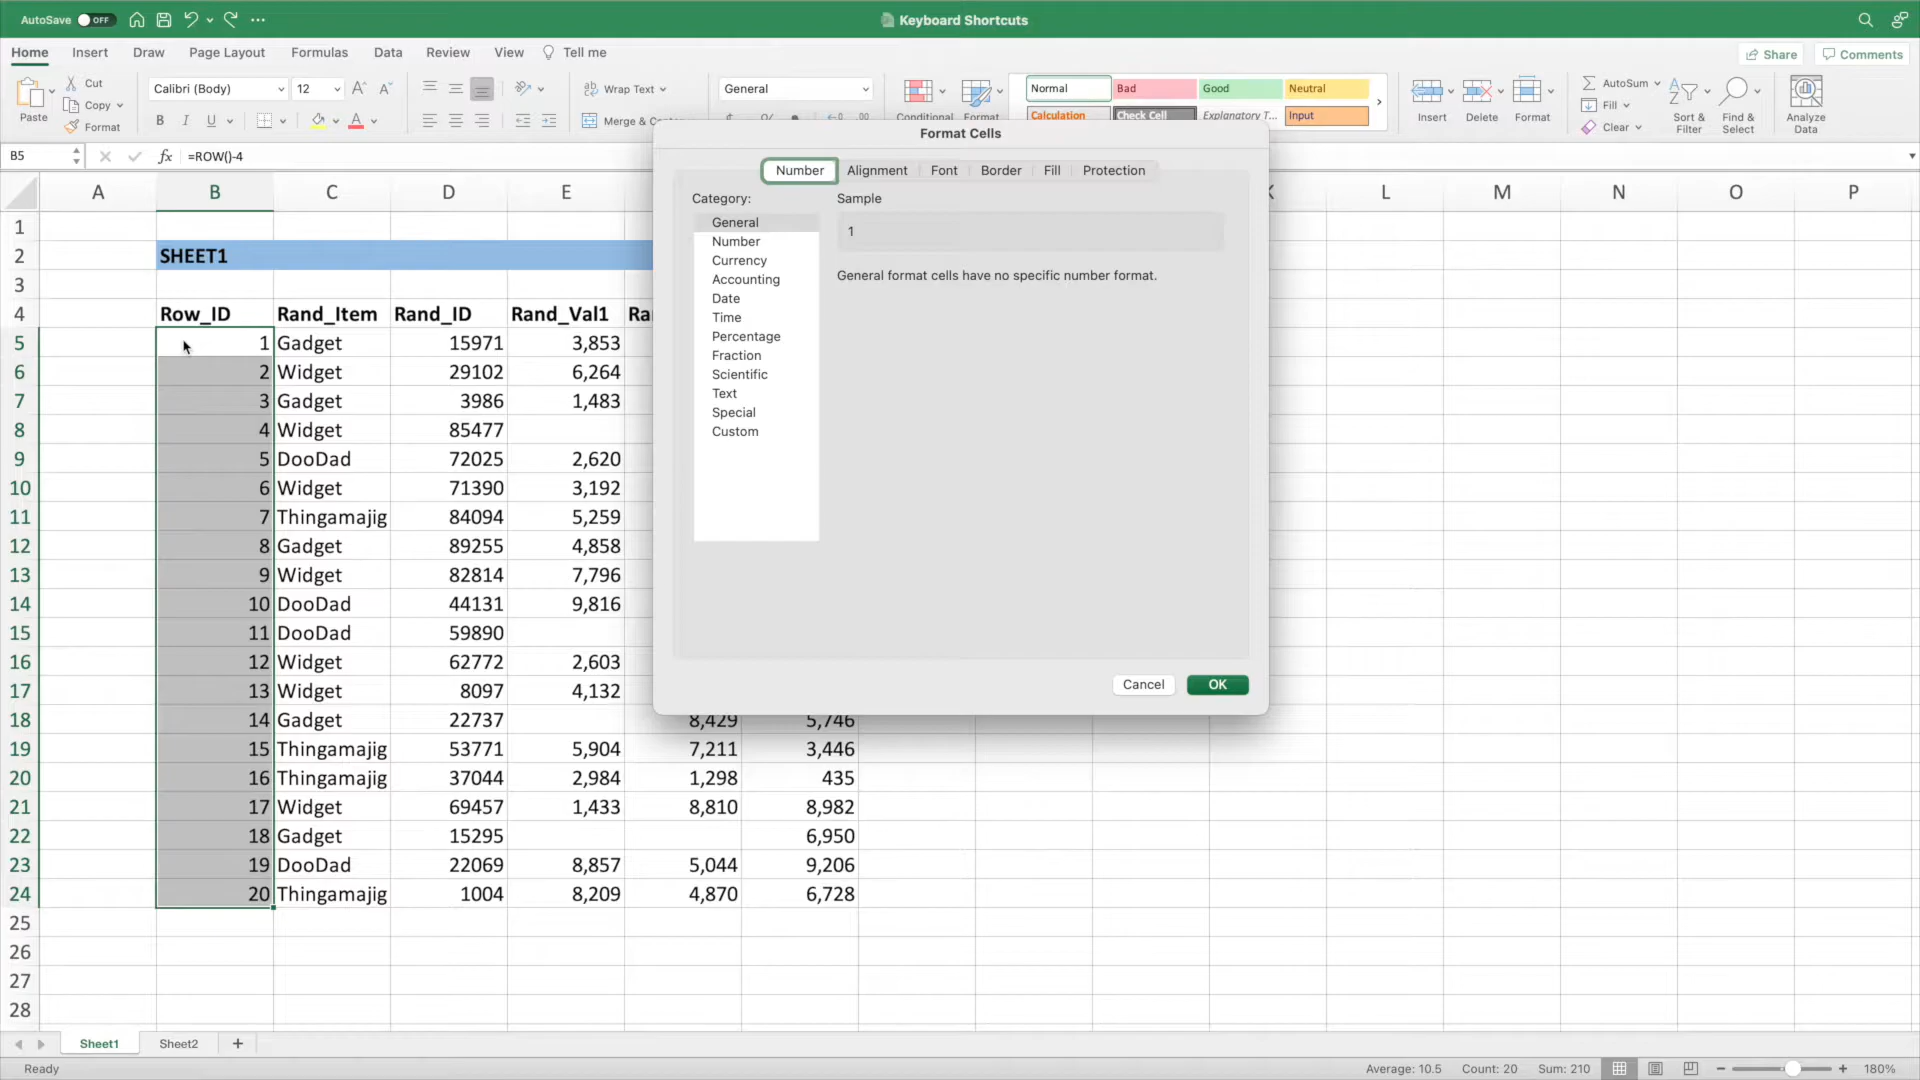 AutoSave OFF
Keyboard Shortcuts
Home Insert Draw Page Layout Formulas Data Review View Tell me
Share Comments
Paste
Cut
Copy
Format
Calibri (Body) 12
B I U
Wrap Text
Merge &
General
Conditional
Format
Normal Bad Good Neutral
Calculation Check Cell Explanatory T... Input
Insert Delete Format
AutoSum
Fill
Clear
Sort &
Filter
Find &
Select
Analyze
Data
B5 fx =ROW()-4
Format Cells
Number Alignment Font Border Fill Protection
Category:
General
Number
Currency
Accounting
Date
Time
Percentage
Fraction
Scientific
Text
Special
Custom
Sample
1
General format cells have no specific number format.
Cancel OK
A B C D E K L M N O P
1
2 SHEET1
3
4 Row_ID Rand_Item Rand_ID Rand_Val1 Ra
5 1 Gadget 15971 3,853
6 2 Widget 29102 6,264
7 3 Gadget 3986 1,483
8 4 Widget 85477
9 5 DooDad 72025 2,620
10 6 Widget 71390 3,192
11 7 Thingamajig 84094 5,259
12 8 Gadget 89255 4,858
13 9 Widget 82814 7,796
14 10 DooDad 44131 9,816
15 11 DooDad 59890
16 12 Widget 62772 2,603
17 13 Widget 8097 4,132
18 14 Gadget 22737 8,429 5,746
19 15 Thingamajig 53771 5,904 7,211 3,446
20 16 Thingamajig 37044 2,984 1,298 435
21 17 Widget 69457 1,433 8,810 8,982
22 18 Gadget 15295 6,950
23 19 DooDad 22069 8,857 5,044 9,206
24 20 Thingamajig 1004 8,209 4,870 6,728
25
26
27
28
Sheet1 Sheet2 +
Ready Average: 10.5 Count: 20 Sum: 210 180%